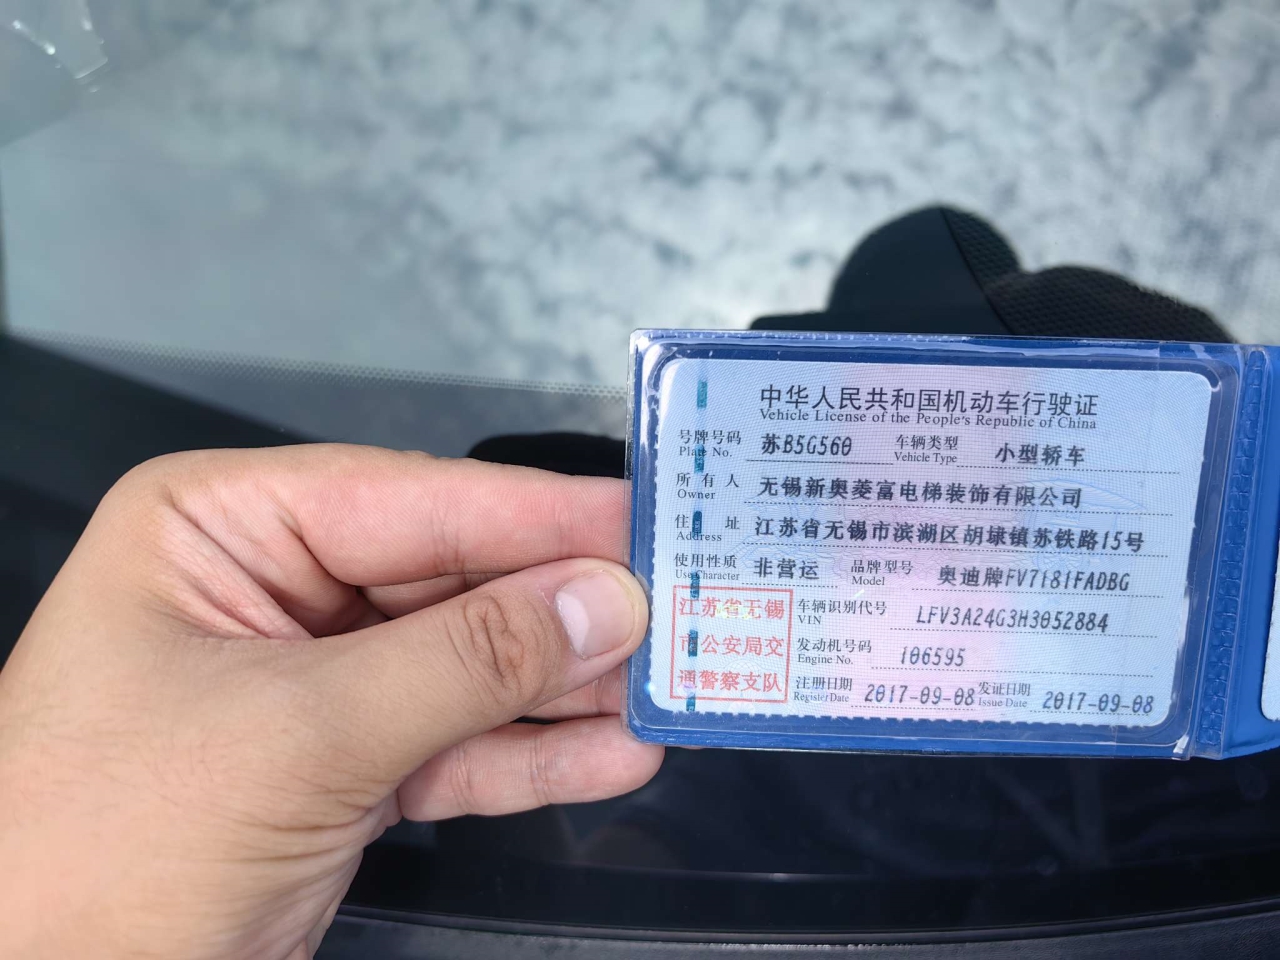 中华人民共和国机动车行驶证
Vehicle License of the People's Republic of China
号牌号码 苏B5G560 车辆类型 小型轿车
Plate No. Vehicle Type
所有人 无锡新奥菱富电梯装饰有限公司
Owner
住址 江苏省无锡市滨湖区胡埭镇苏铁路15号
Address
使用性质 非营运 品牌型号 奥迪牌FV7181FADBG
Use Character Model
江苏省无锡
市公安局交
通警察支队
车辆识别代号 LFV3A24G3H3052884
VIN
发动机号码 106595
Engine No.
注册日期 2017-09-08 发证日期 2017-09-08
Register Date Issue Date